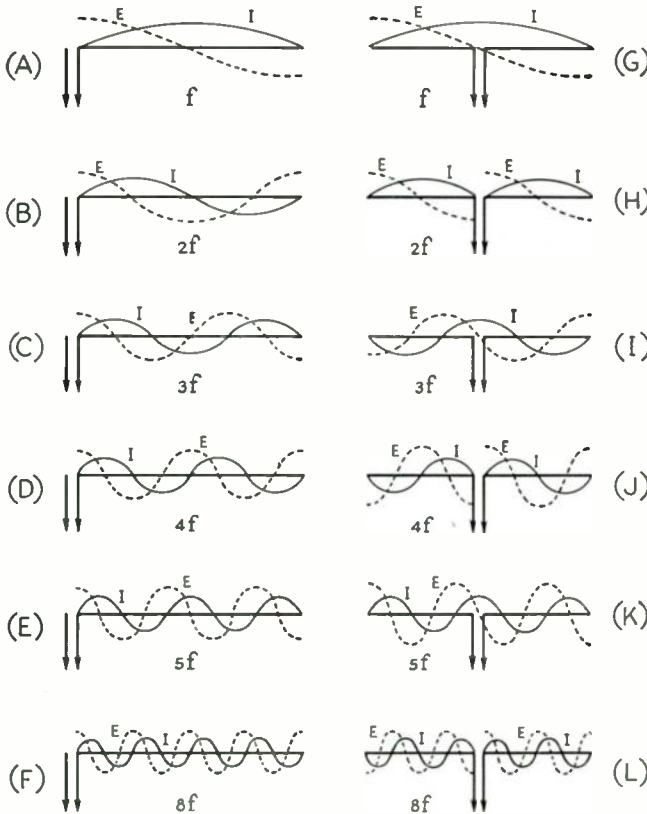 (A) E I f
E I f (G)
(B) E I 2f
E I E I 2f (H)
(C) I E 3f
E I 3f (I)
(D) I E 4f
E I E I 4f (J)
(E) I E 5f
I E 5f (K)
(F) E I 8f
E I E I 8f (L)